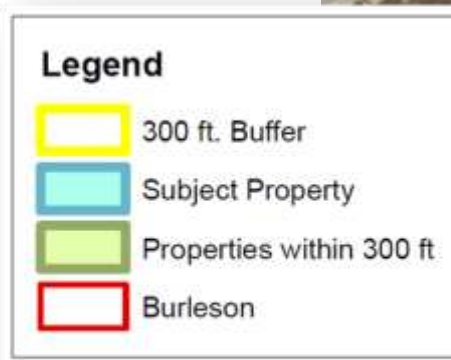 Legend
300 ft. Buffer
Subject Property
Properties within 300 ft
Burleson